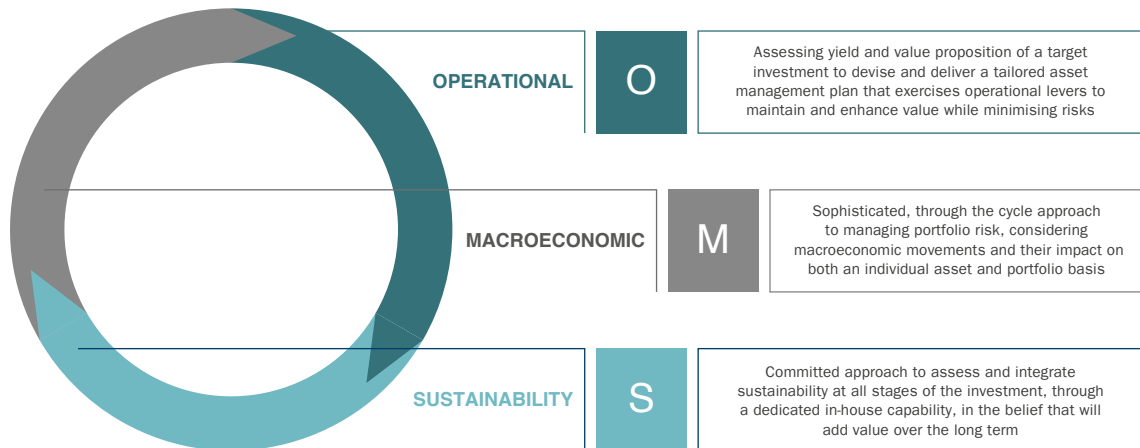 OPERATIONAL
O
Assessing yield and value proposition of a target
investment to devise and deliver a tailored asset
management plan that exercises operational levers to
maintain and enhance value while minimising risks
MACROECONOMIC
M
Sophisticated, through the cycle approach
to managing portfolio risk, considering
macroeconomic movements and their impact on
both an individual asset and portfolio basis
SUSTAINABILITY
S
Committed approach to assess and integrate
sustainability at all stages of the investment, through
a dedicated in-house capability, in the belief that will
add value over the long term